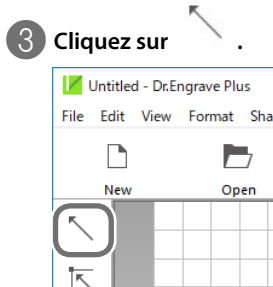 3 Cliquez sur .
Untitled - Dr.Engrave Plus
File Edit View Format Sha
New Open